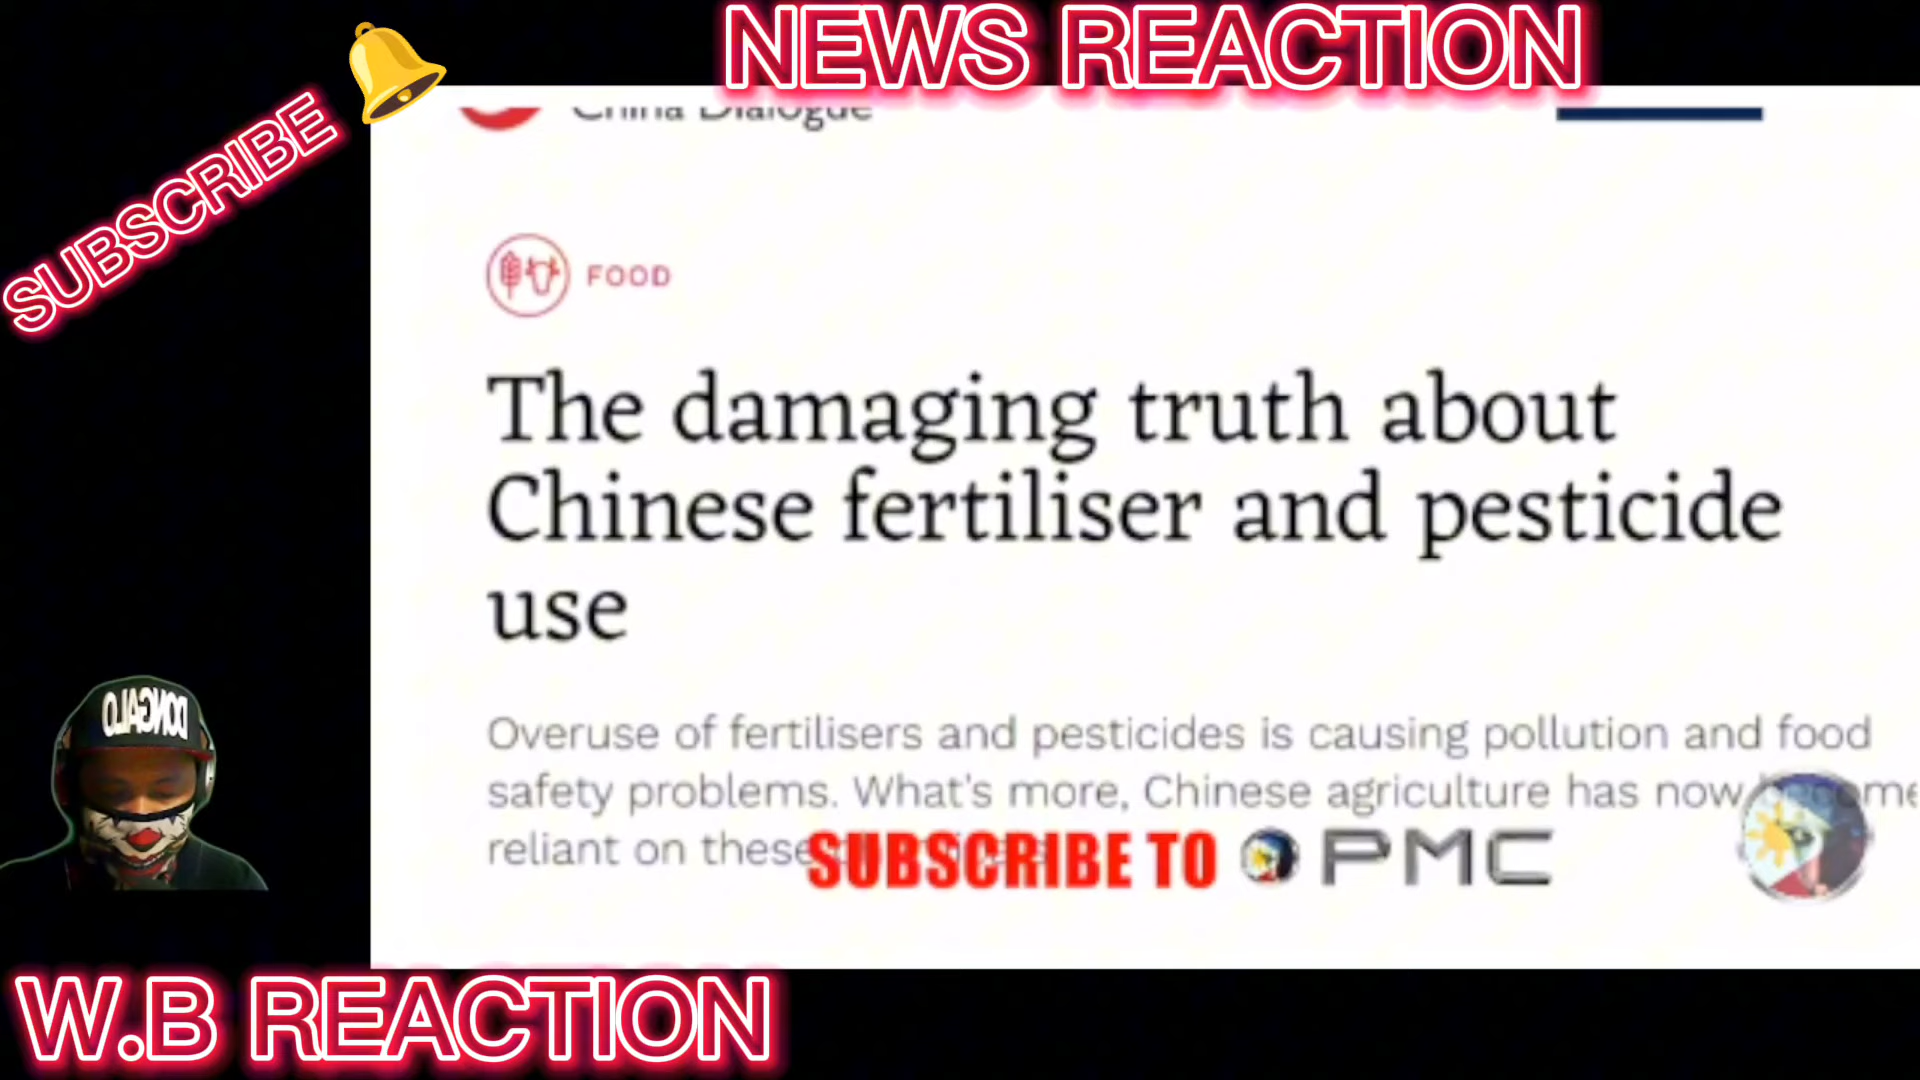 NEWS REACTION
SUBSCRIBE
China Dialogue
FOOD
The damaging truth about
Chinese fertiliser and pesticide
use
Overuse of fertilisers and pesticides is causing pollution and food
safety problems. What's more, Chinese agriculture has now
reliant on these
SUBSCRIBE TO PMC
DONGALO
W.B REACTION